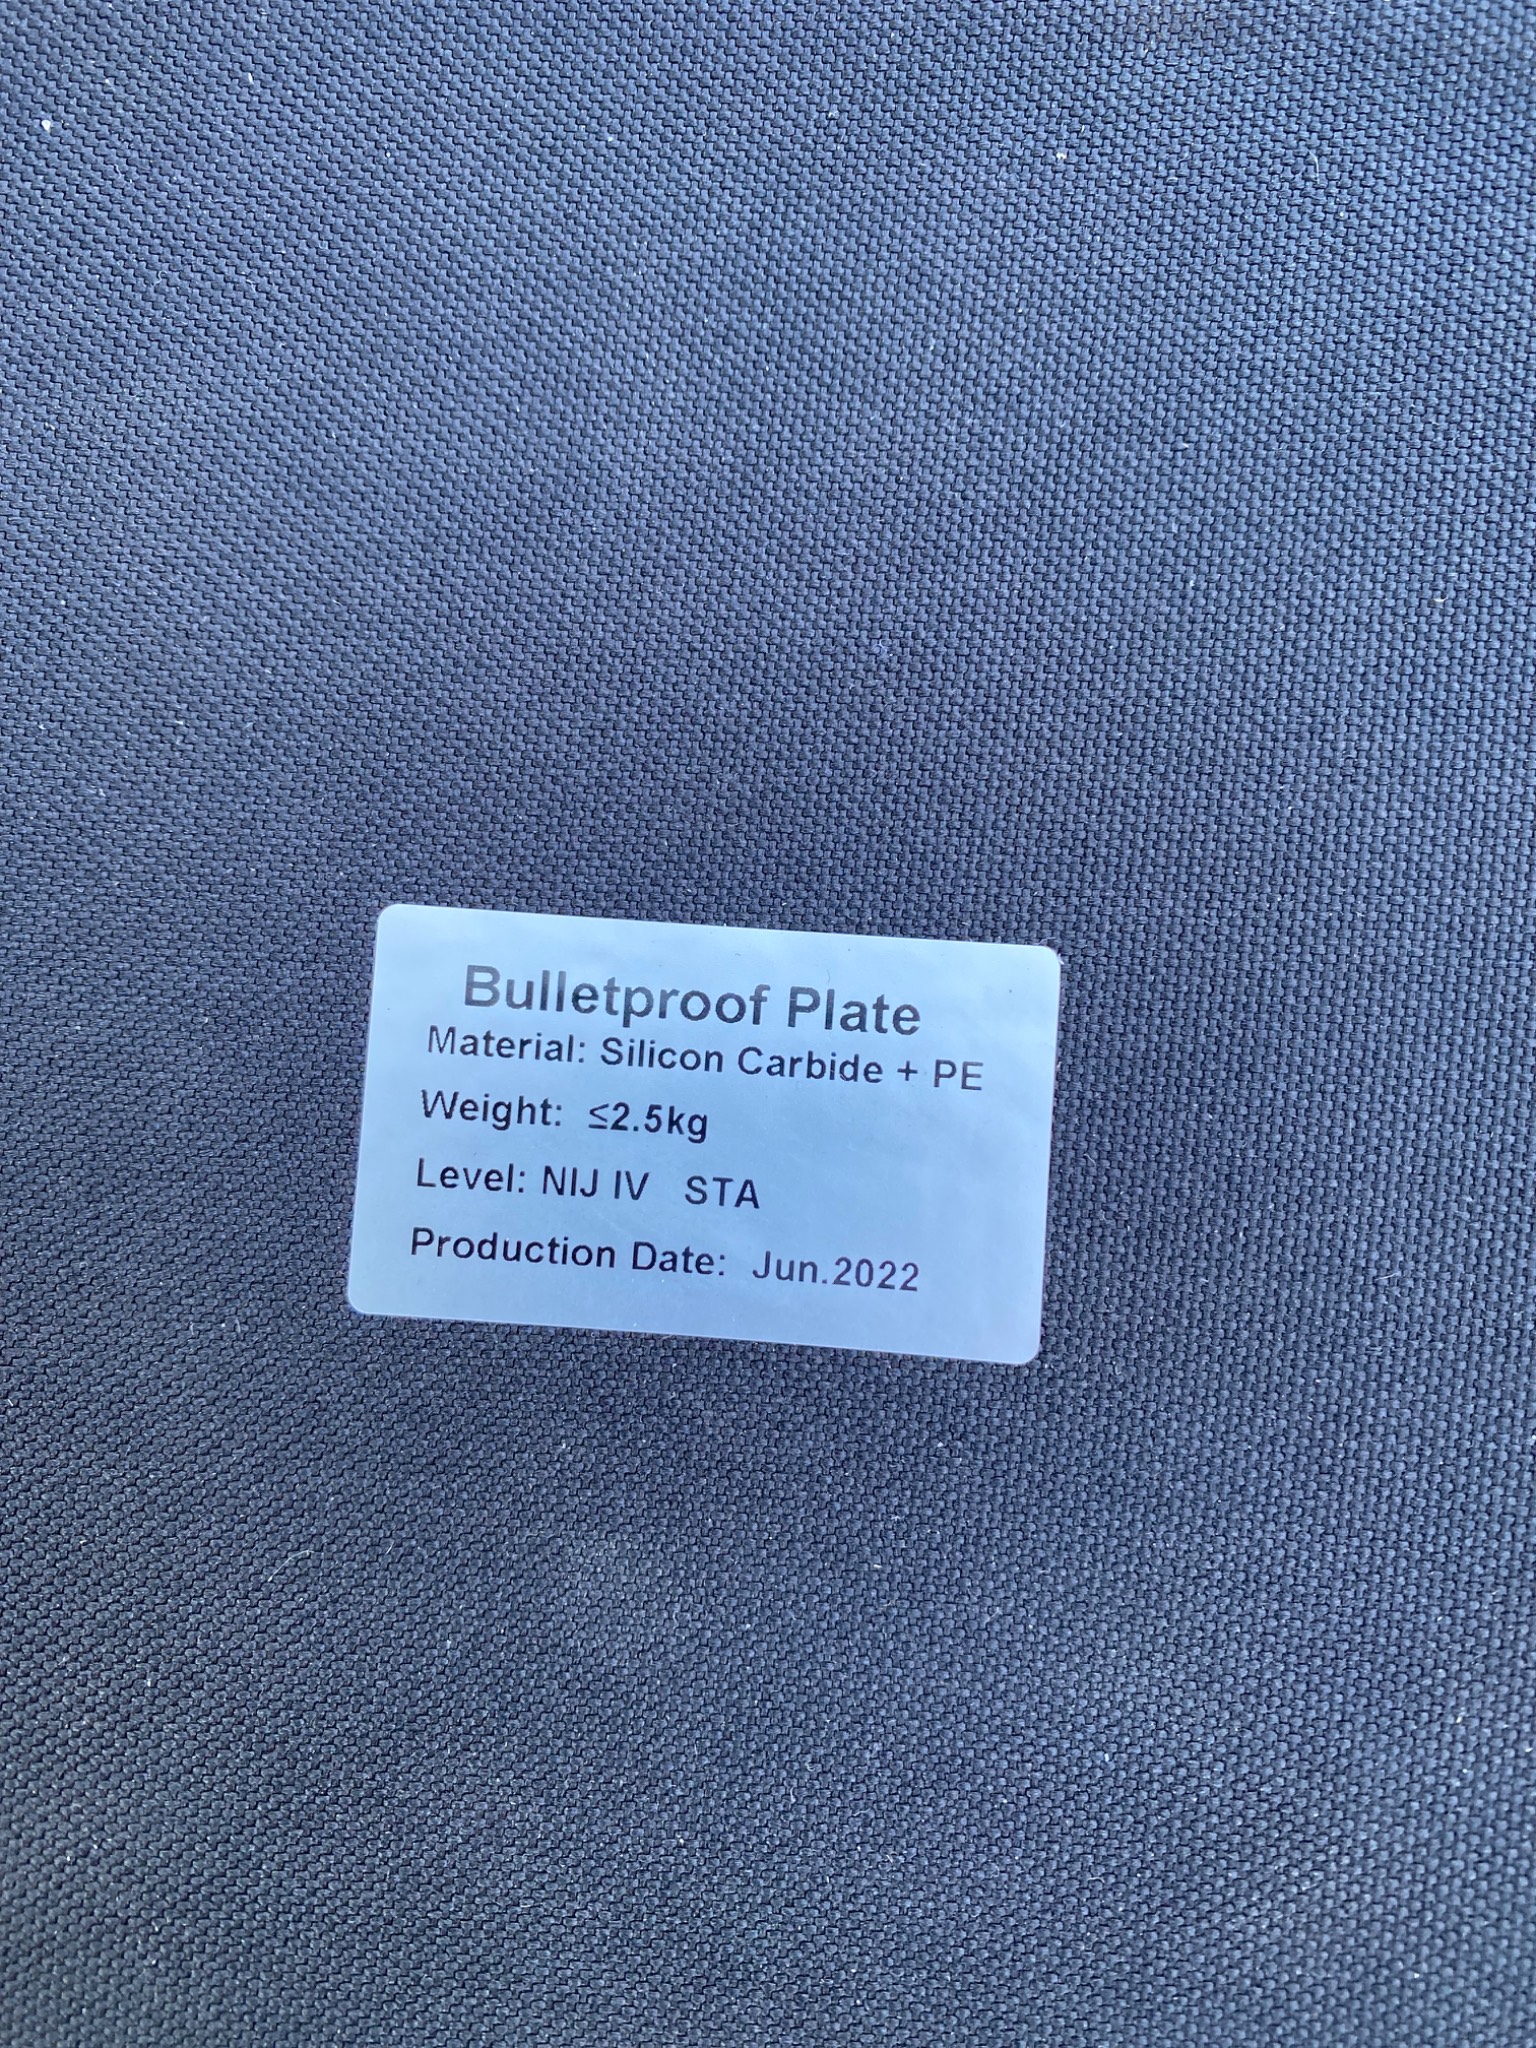 Bulletproof Plate
Material: Silicon Carbide + PE
Weight: ≤2.5kg
Level: NIJ IV STA
Production Date: Jun.2022